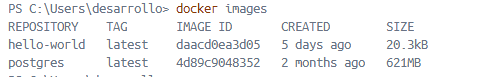 PS C:\Users\desarrollo> docker images
REPOSITORY TAG IMAGE ID CREATED SIZE
hello-world latest daacd0ea3d05 5 days ago 20.3kB
postgres latest 4d89c9048352 2 months ago 621MB